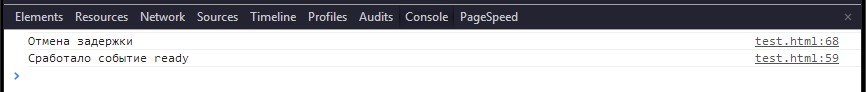 Elements Resources Network Sources Timeline Profiles Audits Console PageSpeed ×
Отмена задержки test.html:68
Сработало событие ready test.html:59
>